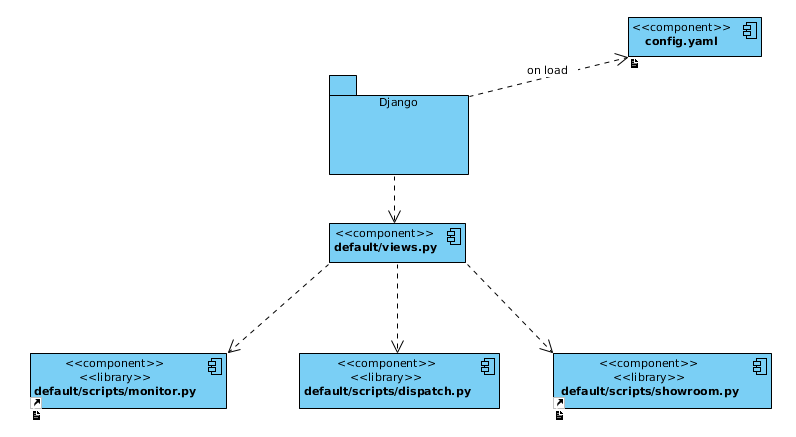 <<component>>
config.yaml
on load
Django
<<component>>
default/views.py
<<component>>
<<library>>
default/scripts/monitor.py
<<component>>
<<library>>
default/scripts/dispatch.py
<<component>>
<<library>>
default/scripts/showroom.py